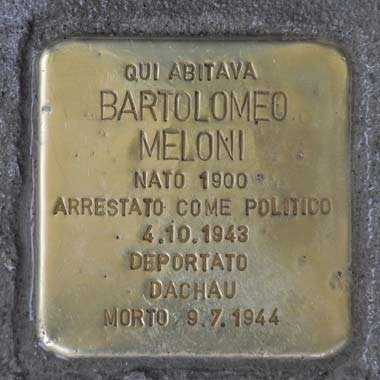 QUI ABITAVA
BARTOLOMEO
MELONI
NATO 1900
ARRESTATO COME POLITICO
4.10.1943
DEPORTATO
DACHAU
MORTO 9.7.1944